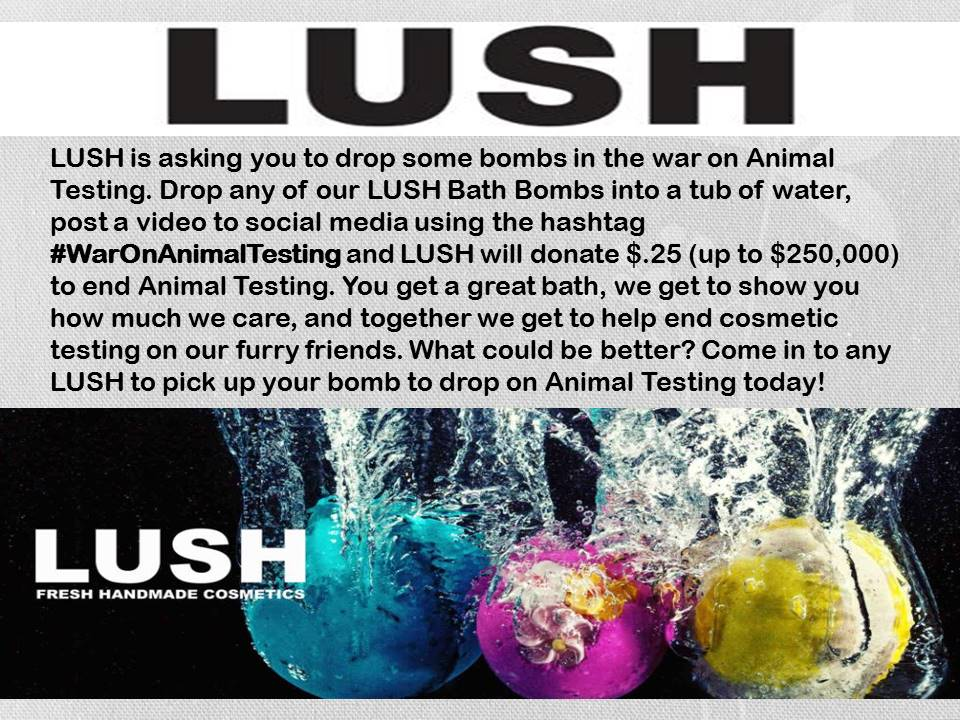 LUSH
LUSH is asking you to drop some bombs in the war on Animal
Testing. Drop any of our LUSH Bath Bombs into a tub of water,
post a video to social media using the hashtag
#WarOnAnimalTesting and LUSH will donate $.25 (up to $250,000)
to end Animal Testing. You get a great bath, we get to show you
how much we care, and together we get to help end cosmetic
testing on our furry friends. What could be better? Come in to any
LUSH to pick up your bomb to drop on Animal Testing today!
LUSH
FRESH HANDMADE COSMETICS